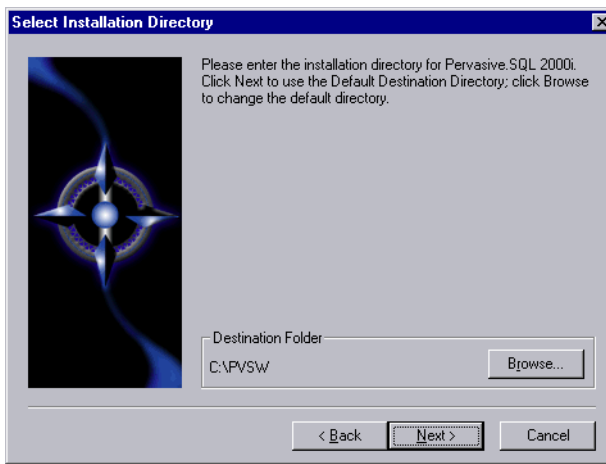 Select Installation Directory
Please enter the installation directory for Pervasive.SQL 2000i.
Click Next to use the Default Destination Directory; click Browse
to change the default directory.
Destination Folder
C:\PVSW
Browse...
< Back
Next >
Cancel